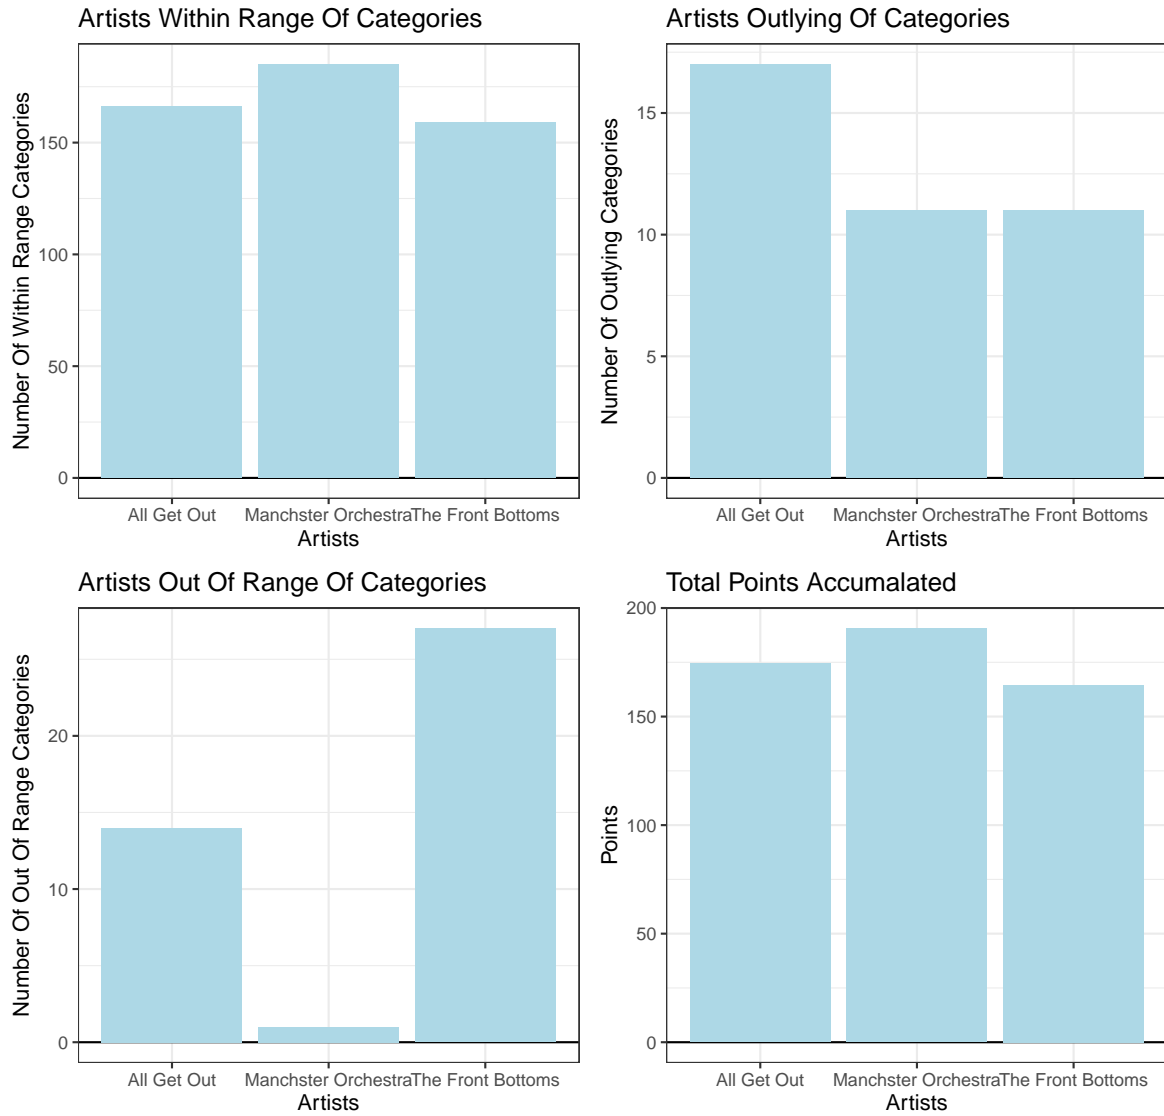 Artists Within Range Of Categories
Number Of Within Range Categories
150
100
50
0
All Get Out
Manchster Orchestra
The Front Bottoms
Artists
Artists Outlying Of Categories
Number Of Outlying Categories
15
10
5
0
All Get Out
Manchster Orchestra
The Front Bottoms
Artists
Artists Out Of Range Of Categories
Number Of Out Of Range Categories
20
10
0
All Get Out
Manchster Orchestra
The Front Bottoms
Artists
Total Points Accumalated
Points
200
150
100
50
0
All Get Out
Manchster Orchestra
The Front Bottoms
Artists